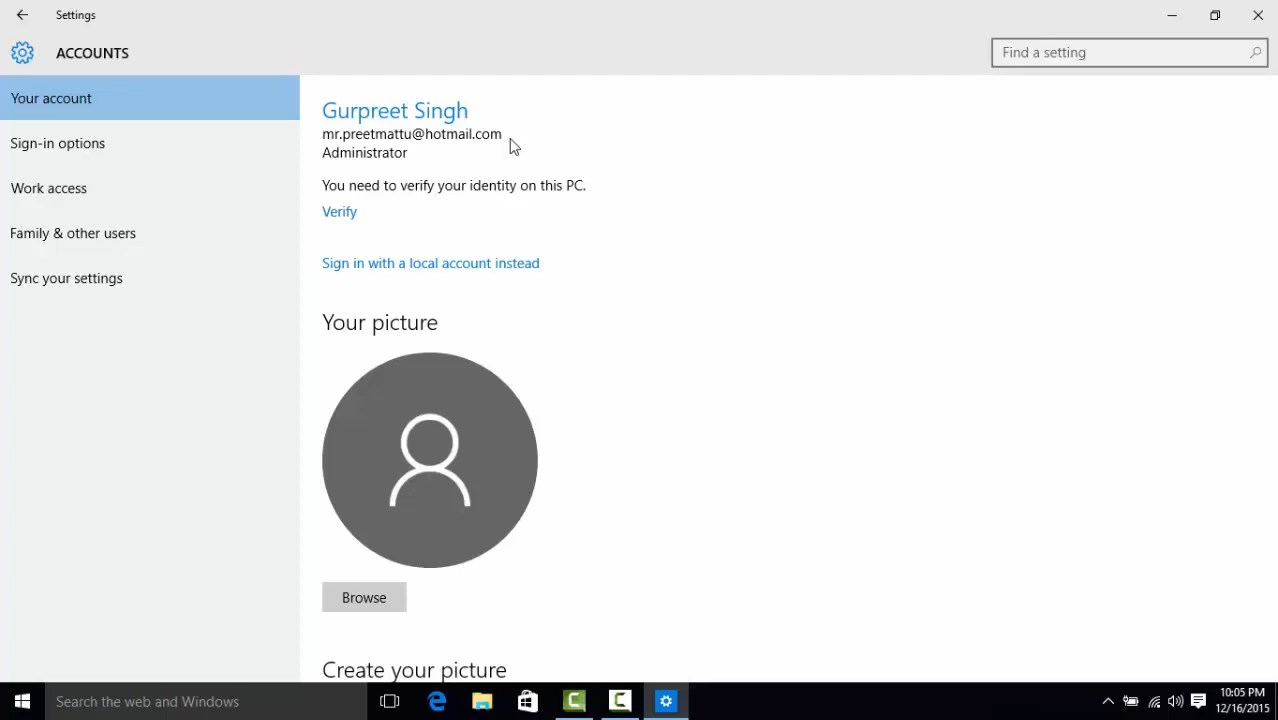 Settings
ACCOUNTS
Find a setting
Your account
Sign-in options
Work access
Family & other users
Sync your settings
Gurpreet Singh
mr.preetmattu@hotmail.com
Administrator
You need to verify your identity on this PC.
Verify
Sign in with a local account instead
Your picture
Browse
Create your picture
Search the web and Windows
10:05 PM
12/16/2015